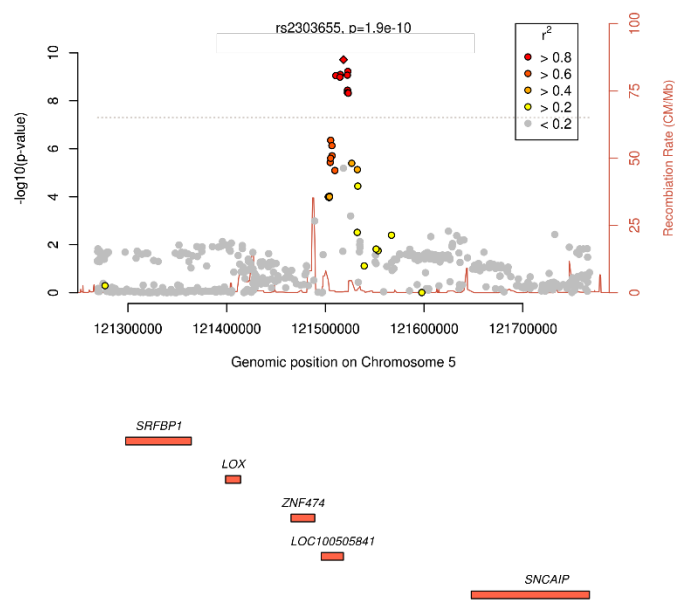 rs2303655, p=1.9e-10
r2
> 0.8
> 0.6
> 0.4
> 0.2
< 0.2
-log10(p-value)
10
8
6
4
2
0
100
75
50
25
0
Recombiation Rate (CM/Mb)
121300000 121400000 121500000 121600000 121700000
Genomic position on Chromosome 5
SRFBP1
LOX
ZNF474
LOC100505841
SNCAIP